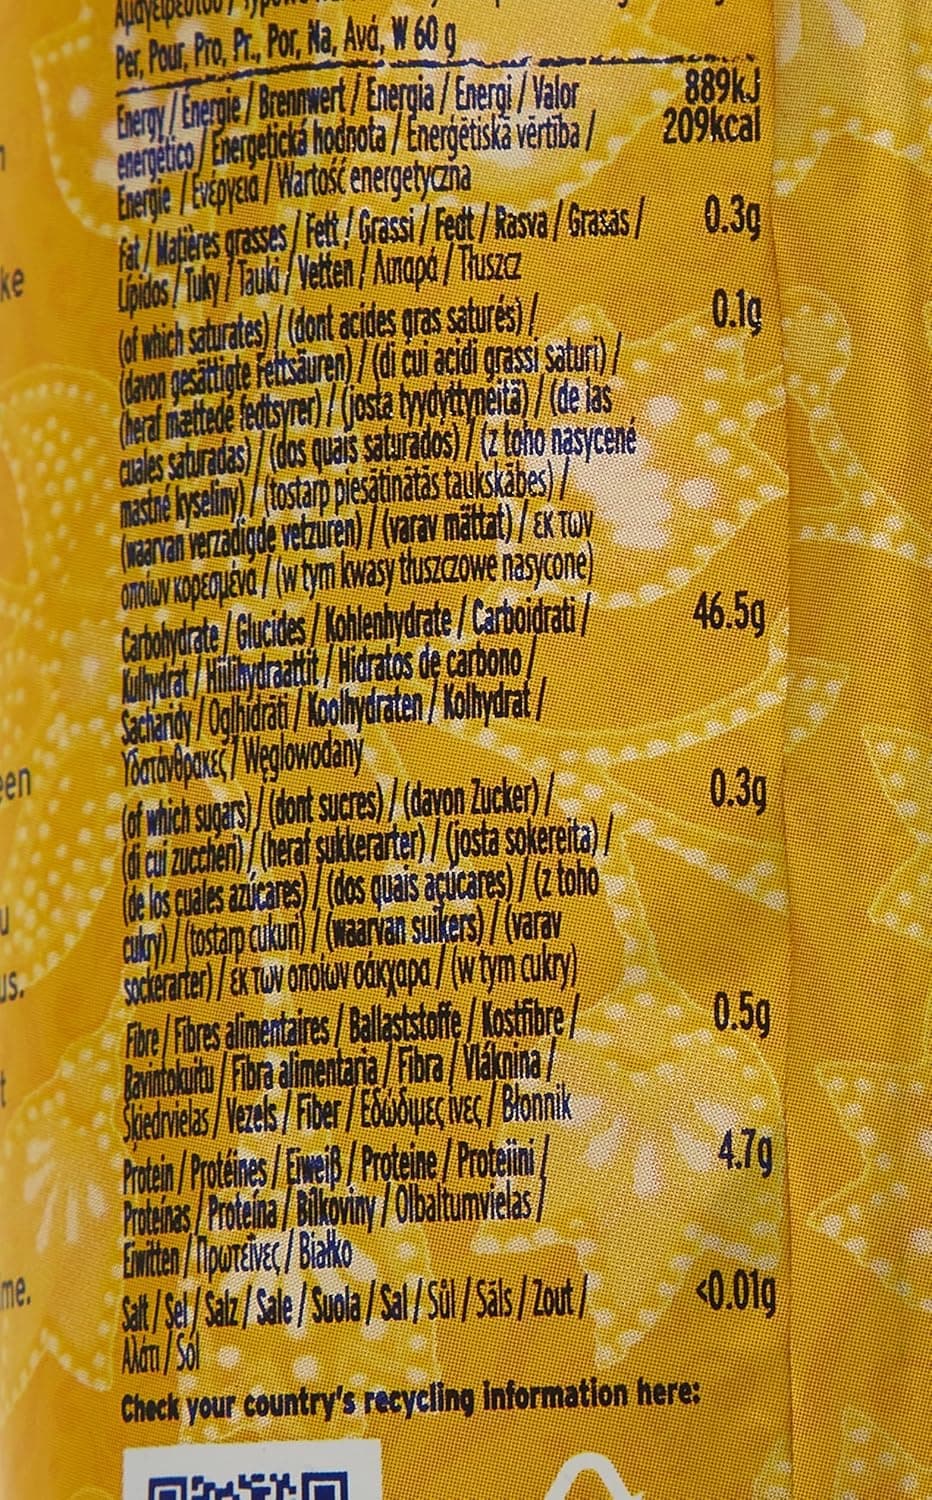 Per, Pour, Pro, Pr., Por, Na, Ανά, W 60 g
Energy / Énergie / Brennwert / Energia / Energi / Valor
889kJ
energético / Energetická hodnota / Enerģētiskā vērtība /
209kcal
Energie / Ενέργεια / Wartość energetyczna
Fat / Matières grasses / Fett / Grassi / Fedt / Rasva / Grasas /
0.3g
Lípidos / Tuky / Tauki / Vetten / Λιπαρά / Tłuszcz
(of which saturates) / (dont acides gras saturés) /
0.1g
(davon gesättigte Fettsäuren) / (di cui acidi grassi saturi) /
(heraf mættede fedtsyrer) / (josta tyydyttyneitä) / (de las
cuales saturadas) / (dos quais saturados) / (z toho nasycené
mastné kyseliny) / (tostarp piesātinātās taukskābes) /
(waarvan verzadigde vetzuren) / (varav mättat) / εκ των
οποίων κορεσμένα / (w tym kwasy tłuszczowe nasycone)
Carbohydrate / Glucides / Kohlenhydrate / Carboidrati /
46.5g
Kulhydrat / Hiilihydraattit / Hidratos de carbono /
Sacharidy / Ogļhidrāti / Koolhydraten / Kolhydrat /
Υδατάνθρακες / Węglowodany
(of which sugars) / (dont sucres) / (davon Zucker) /
0.3g
(di cui zuccheri) / (heraf sukkerarter) / (josta sokereita) /
(de los cuales azúcares) / (dos quais açúcares) / (z toho
cukry) / (tostarp cukuri) / (waarvan suikers) / (varav
sockerarter) / εκ των οποίων σάκχαρα / (w tym cukry)
Fibre / Fibres alimentaires / Ballaststoffe / Kostfibre /
0.5g
Ravintokuitu / Fibra alimentaria / Fibra / Vláknina /
Šķiedrvielas / Vezels / Fiber / Εδώδιμες ίνες / Błonnik
Protein / Protéines / Eiweiß / Proteine / Proteiini /
4.7g
Proteínas / Proteína / Bílkoviny / Olbaltumvielas /
Eiwitten / Πρωτεΐνες / Białko
Salt / Sel / Salz / Sale / Suola / Sal / Sůl / Sāls / Zout /
<0.01g
Αλάτι / Sól
Check your country's recycling information here:
ke
een
u
us.
t
me.